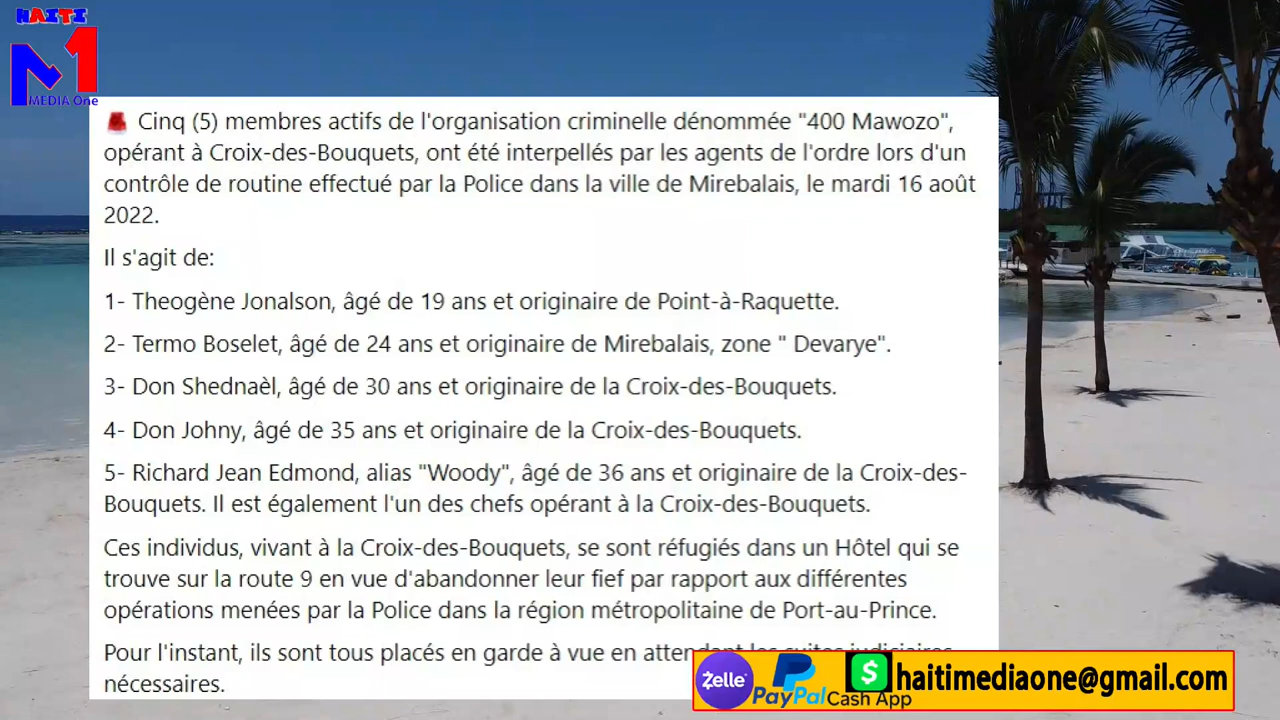 HAITI
M1
MEDIA One
Cinq (5) membres actifs de l'organisation criminelle dénommée "400 Mawozo",
opérant à Croix-des-Bouquets, ont été interpellés par les agents de l'ordre lors d'un
contrôle de routine effectué par la Police dans la ville de Mirebalais, le mardi 16 août
2022.
Il s'agit de:
1- Theogène Jonalson, âgé de 19 ans et originaire de Point-à-Raquette.
2- Termo Boselet, âgé de 24 ans et originaire de Mirebalais, zone " Devarye".
3- Don Shednaèl, âgé de 30 ans et originaire de la Croix-des-Bouquets.
4- Don Johny, âgé de 35 ans et originaire de la Croix-des-Bouquets.
5- Richard Jean Edmond, alias "Woody", âgé de 36 ans et originaire de la Croix-des-
Bouquets. Il est également l'un des chefs opérant à la Croix-des-Bouquets.
Ces individus, vivant à la Croix-des-Bouquets, se sont réfugiés dans un Hôtel qui se
trouve sur la route 9 en vue d'abandonner leur fief par rapport aux différentes
opérations menées par la Police dans la région métropolitaine de Port-au-Prince.
Pour l'instant, ils sont tous placés en garde à vue en attendant les suites judiciaires
nécessaires.
Zelle PayPal $ Cash App haitimediaone@gmail.com